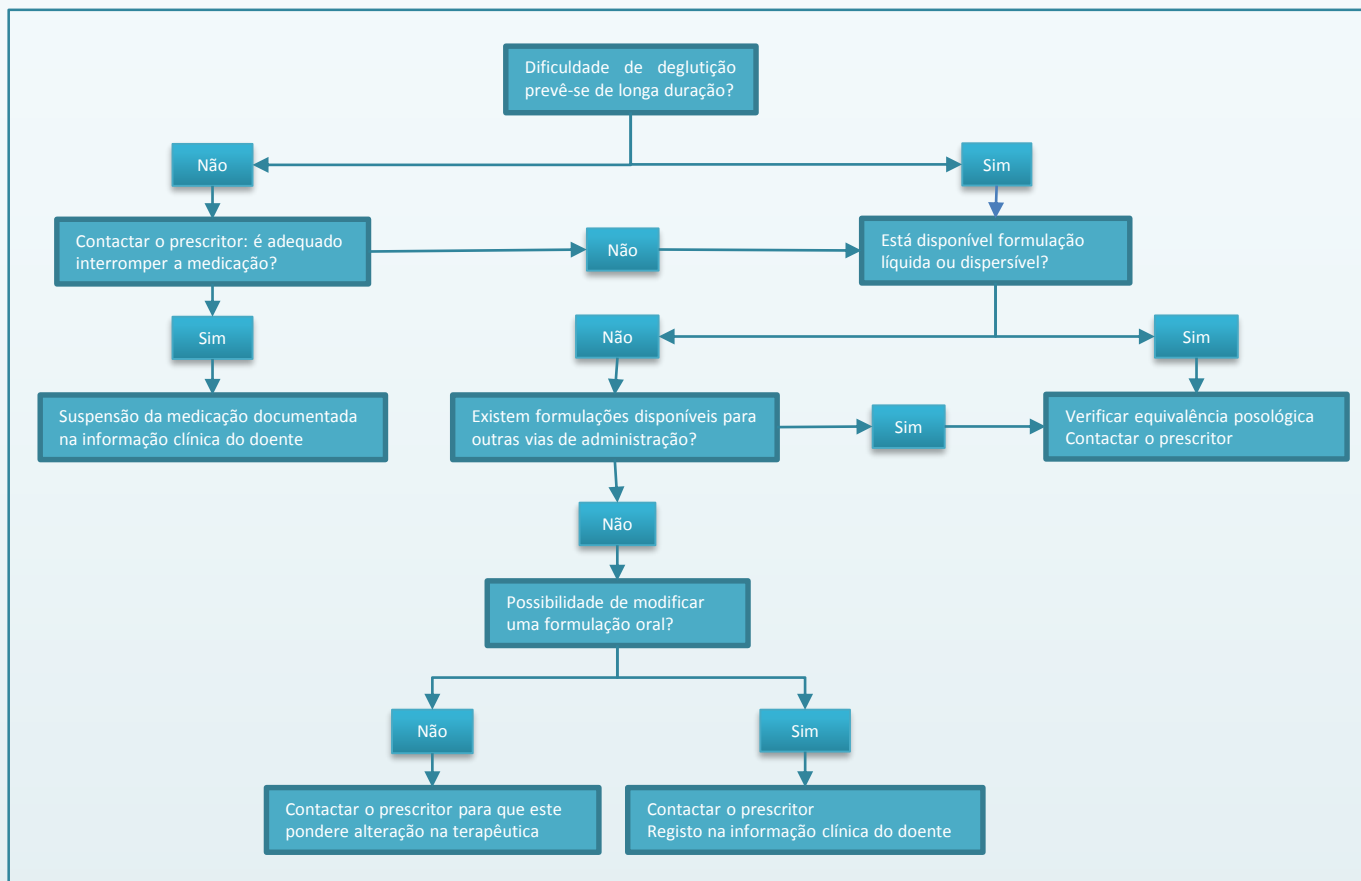 Dificuldade de deglutição
prevê-se de longa duração?
Não
Sim
Contactar o prescritor: é adequado
interromper a medicação?
Não
Está disponível formulação
líquida ou dispersível?
Sim
Não
Sim
Suspensão da medicação documentada
na informação clínica do doente
Existem formulações disponíveis para
outras vias de administração?
Sim
Verificar equivalência posológica
Contactar o prescritor
Não
Possibilidade de modificar
uma formulação oral?
Não
Sim
Contactar o prescritor para que este
pondere alteração na terapêutica
Contactar o prescritor
Registo na informação clínica do doente